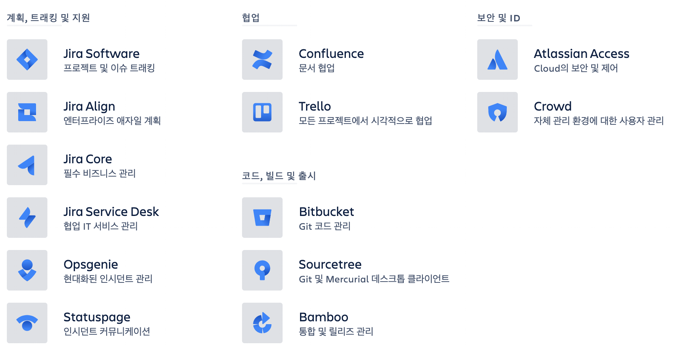 계획, 트래킹 및 지원
Jira Software
프로젝트 및 이슈 트래킹
Jira Align
엔터프라이즈 애자일 계획
Jira Core
필수 비즈니스 관리
Jira Service Desk
협업 IT 서비스 관리
Opsgenie
현대화된 인시던트 관리
Statuspage
인시던트 커뮤니케이션
협업
Confluence
문서 협업
Trello
모든 프로젝트에서 시각적으로 협업
코드, 빌드 및 출시
Bitbucket
Git 코드 관리
Sourcetree
Git 및 Mercurial 데스크톱 클라이언트
Bamboo
통합 및 릴리즈 관리
보안 및 ID
Atlassian Access
Cloud의 보안 및 제어
Crowd
자체 관리 환경에 대한 사용자 관리